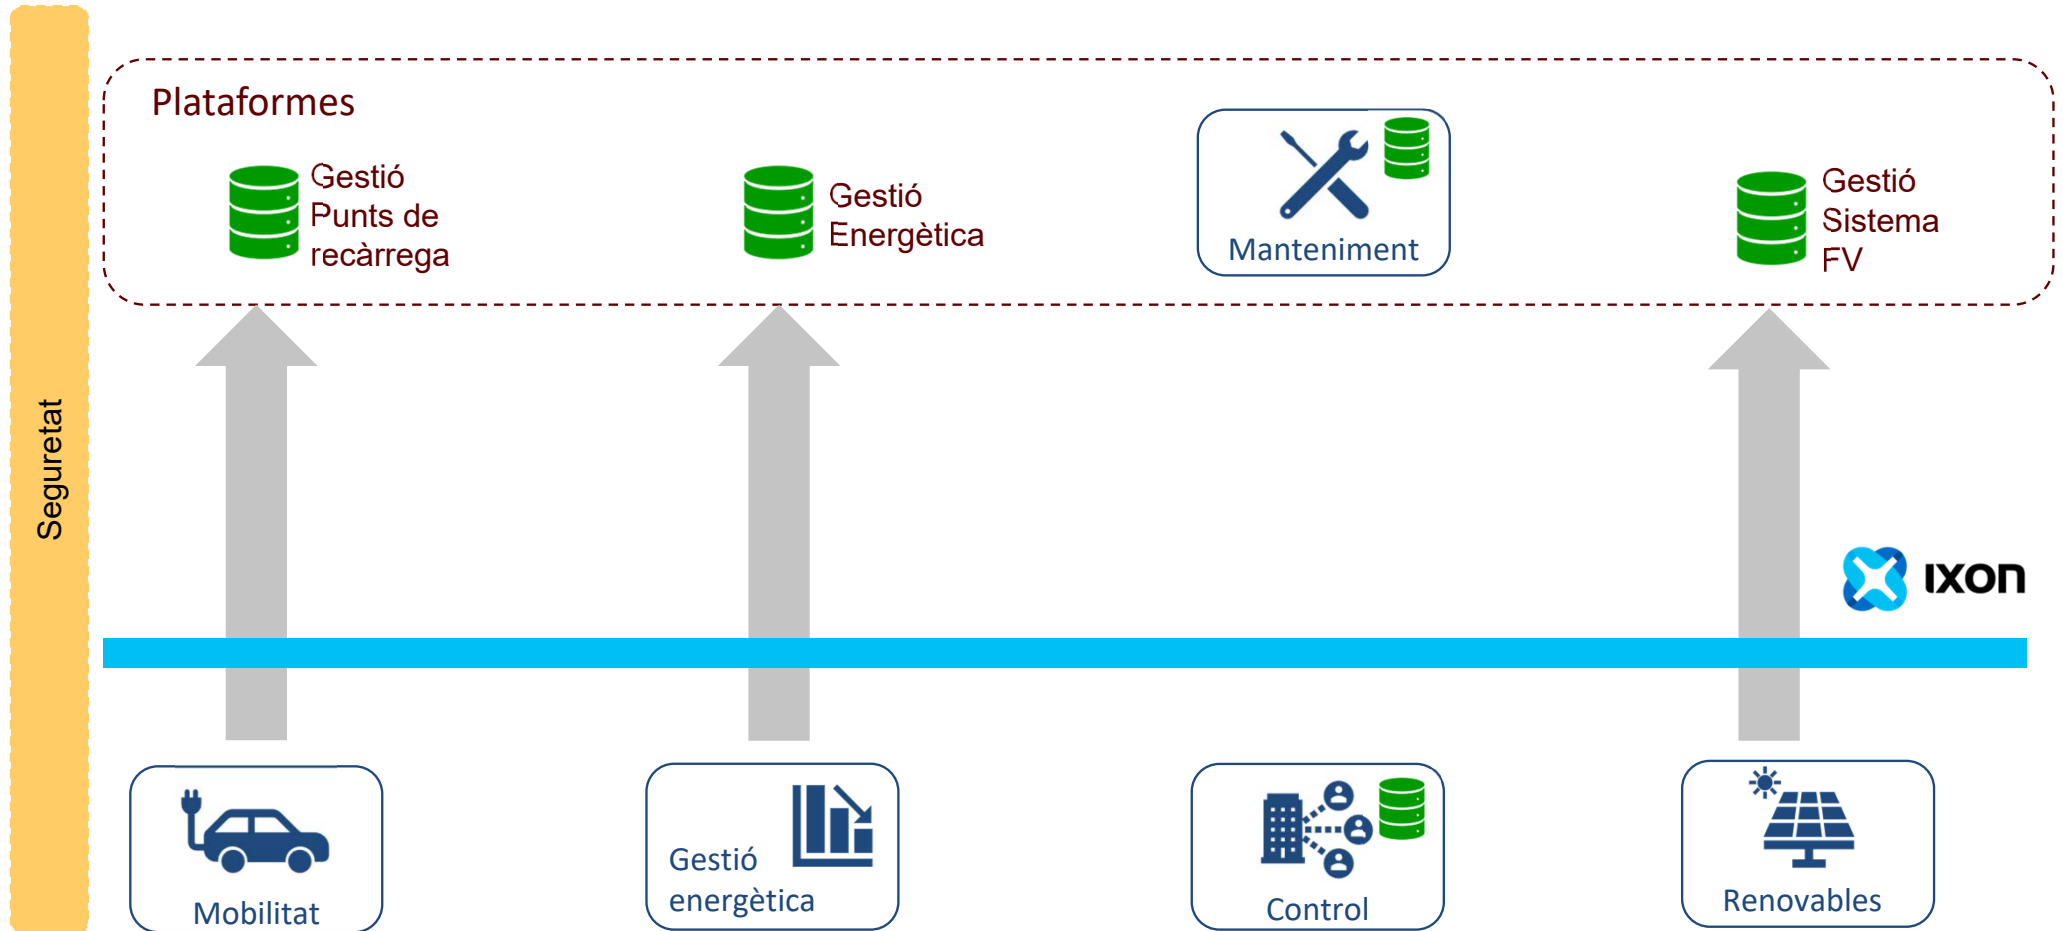 Seguretat
Plataformes
Gestió
Punts de
recàrrega
Gestió
Energètica
Manteniment
Gestió
Sistema
FV
IXON
Mobilitat
Gestió
energètica
Control
Renovables